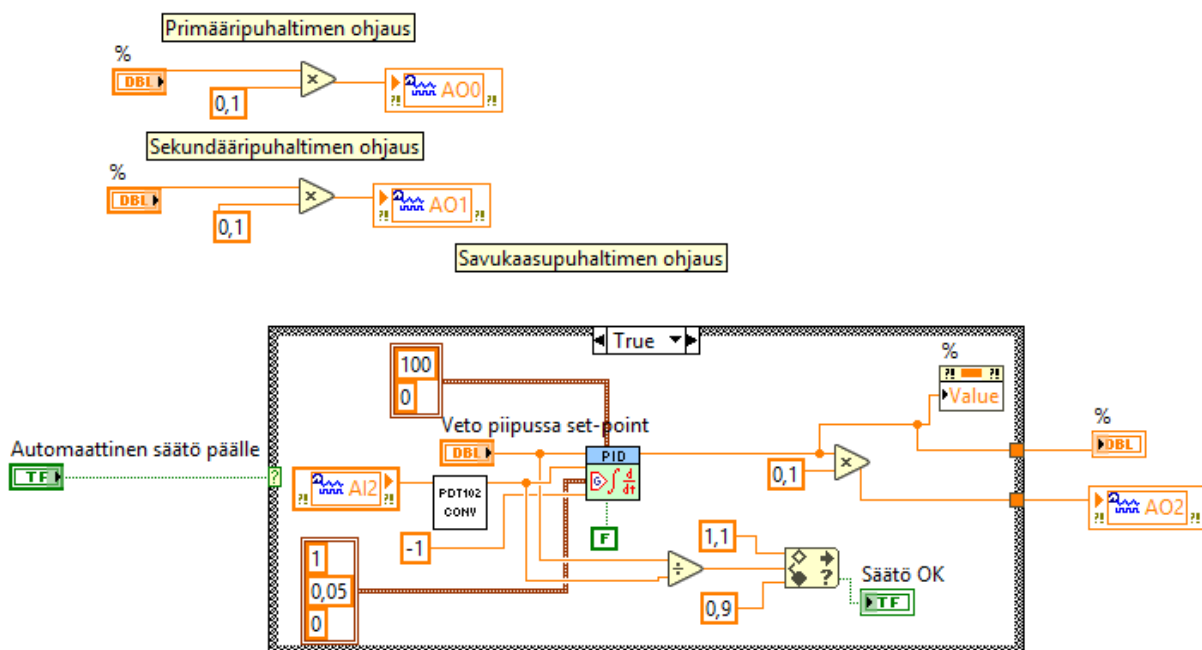 Primääripuhaltimen ohjaus
%
DBL
0,1
AO0
Sekundääripuhaltimen ohjaus
%
DBL
0,1
AO1
Savukaasupuhaltimen ohjaus
True
100
0
%
Value
Veto piipussa set-point
DBL
PID
Automaattinen säätö päälle
TF
?
AI2
PDT102
CONV
G
d
dt
0,1
%
DBL
AO2
-1
F
1
0,05
0
1,1
0,9
?
Säätö OK
TF